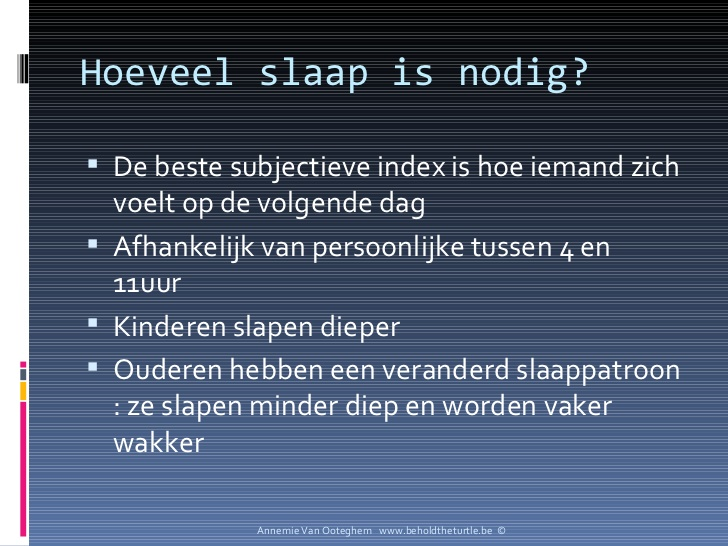 Hoeveel slaap is nodig?
De beste subjectieve index is hoe iemand zich
voelt op de volgende dag
Afhankelijk van persoonlijke tussen 4 en
11uur
Kinderen slapen dieper
Ouderen hebben een veranderd slaappatroon
: ze slapen minder diep en worden vaker
wakker
Annemie Van Ooteghem www.beholdtheturtle.be ©